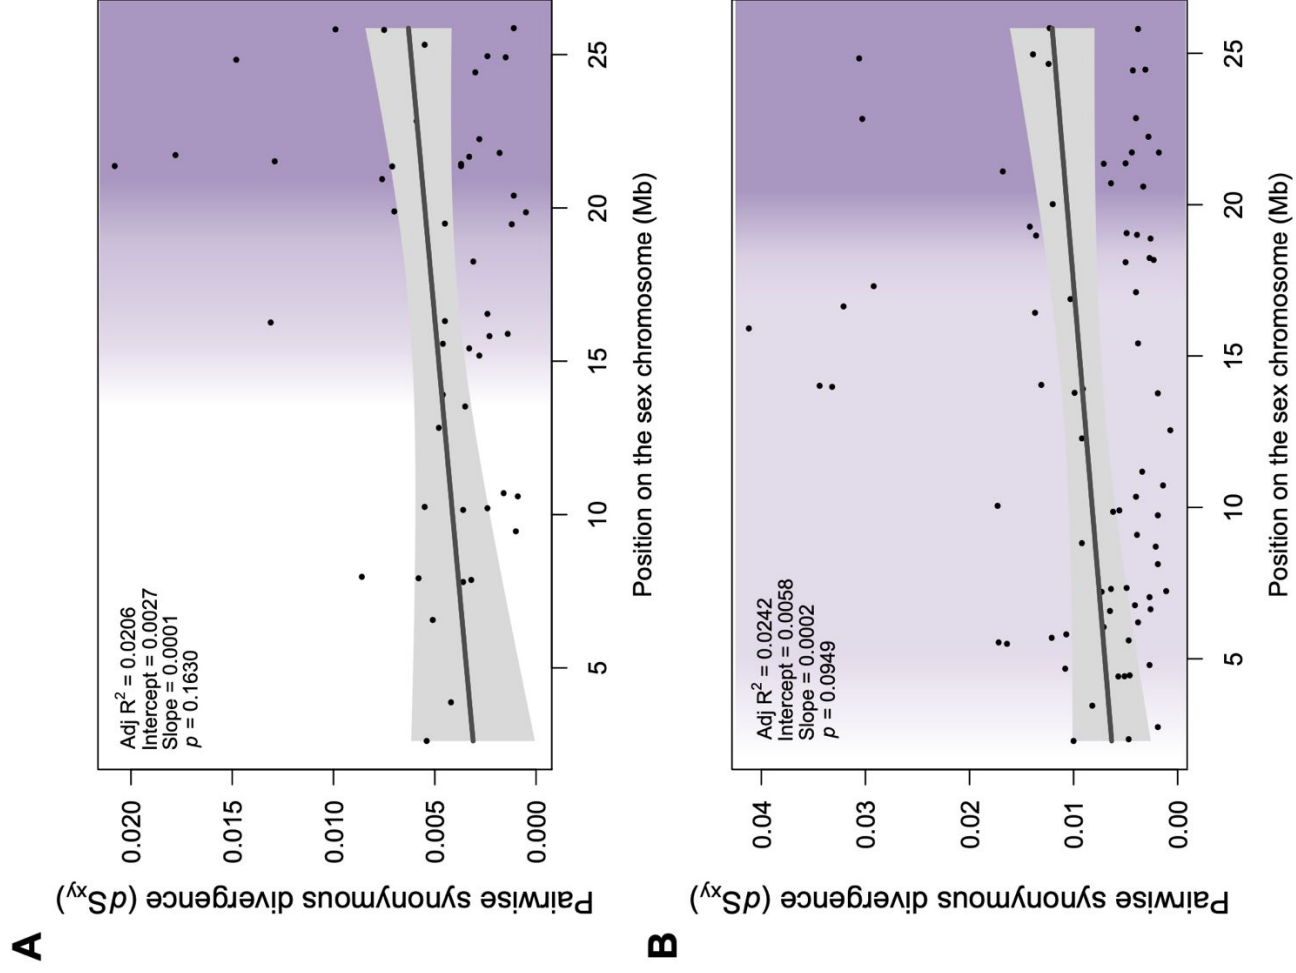 A
Adj R² = 0.0206
Intercept = 0.0027
Slope = 0.0001
p = 0.1630
Pairwise synonymous divergence (dSxy)
0.020
0.015
0.010
0.005
0.000
5
10
15
20
25
Position on the sex chromosome (Mb)
B
Adj R² = 0.0242
Intercept = 0.0058
Slope = 0.0002
p = 0.0949
Pairwise synonymous divergence (dSxy)
0.04
0.03
0.02
0.01
0.00
5
10
15
20
25
Position on the sex chromosome (Mb)